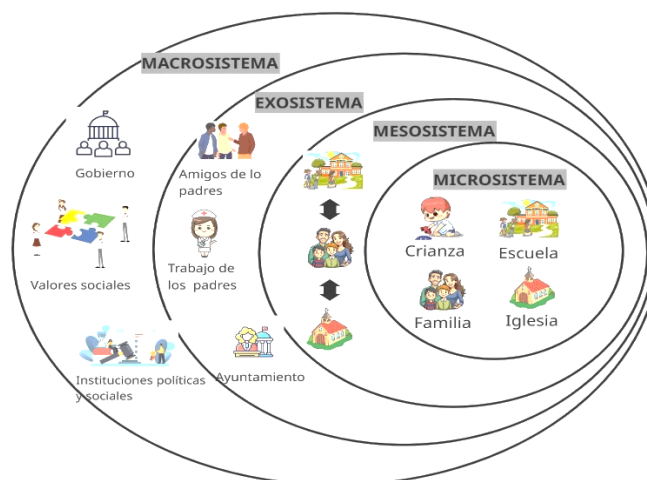 MACROSISTEMA
EXOSISTEMA
MESOSISTEMA
MICROSISTEMA
Gobierno
Amigos de lo
padres
Crianza
Escuela
Valores sociales
Trabajo de
los padres
Familia
Iglesia
Instituciones políticas
y sociales
Ayuntamiento